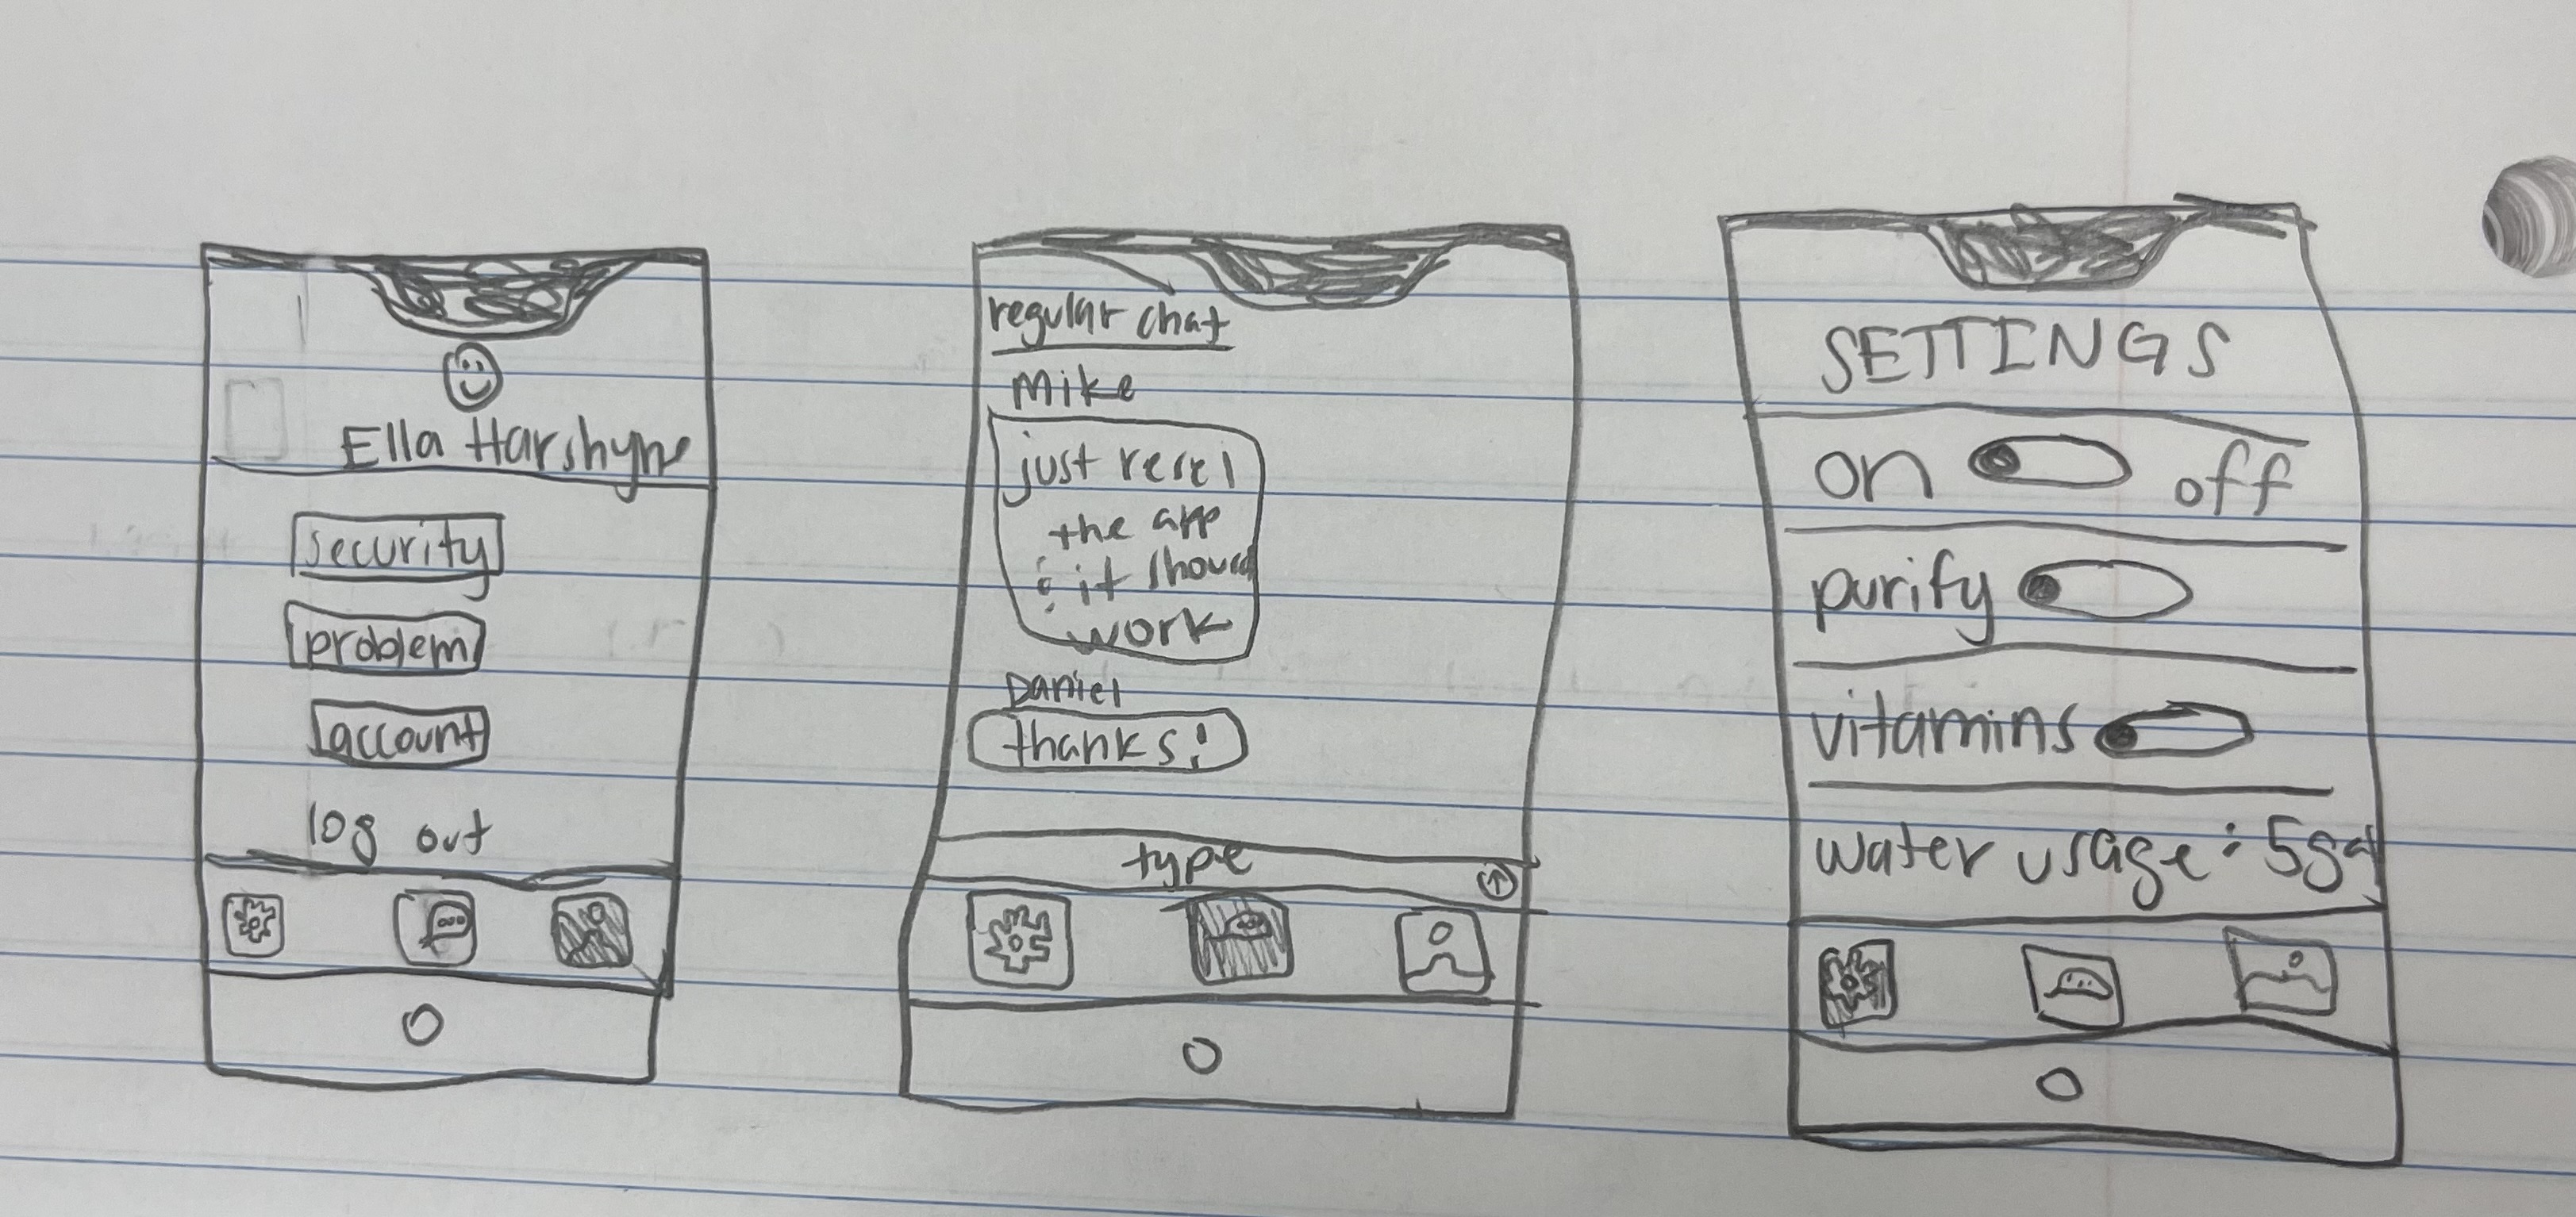 Ella Harshyne
security
problem
account
log out
regular chat
Mike
just reset
the app
& it should
work
Daniel
thanks!
type
SETTINGS
on off
purify
vitamins
water usage: 5gal